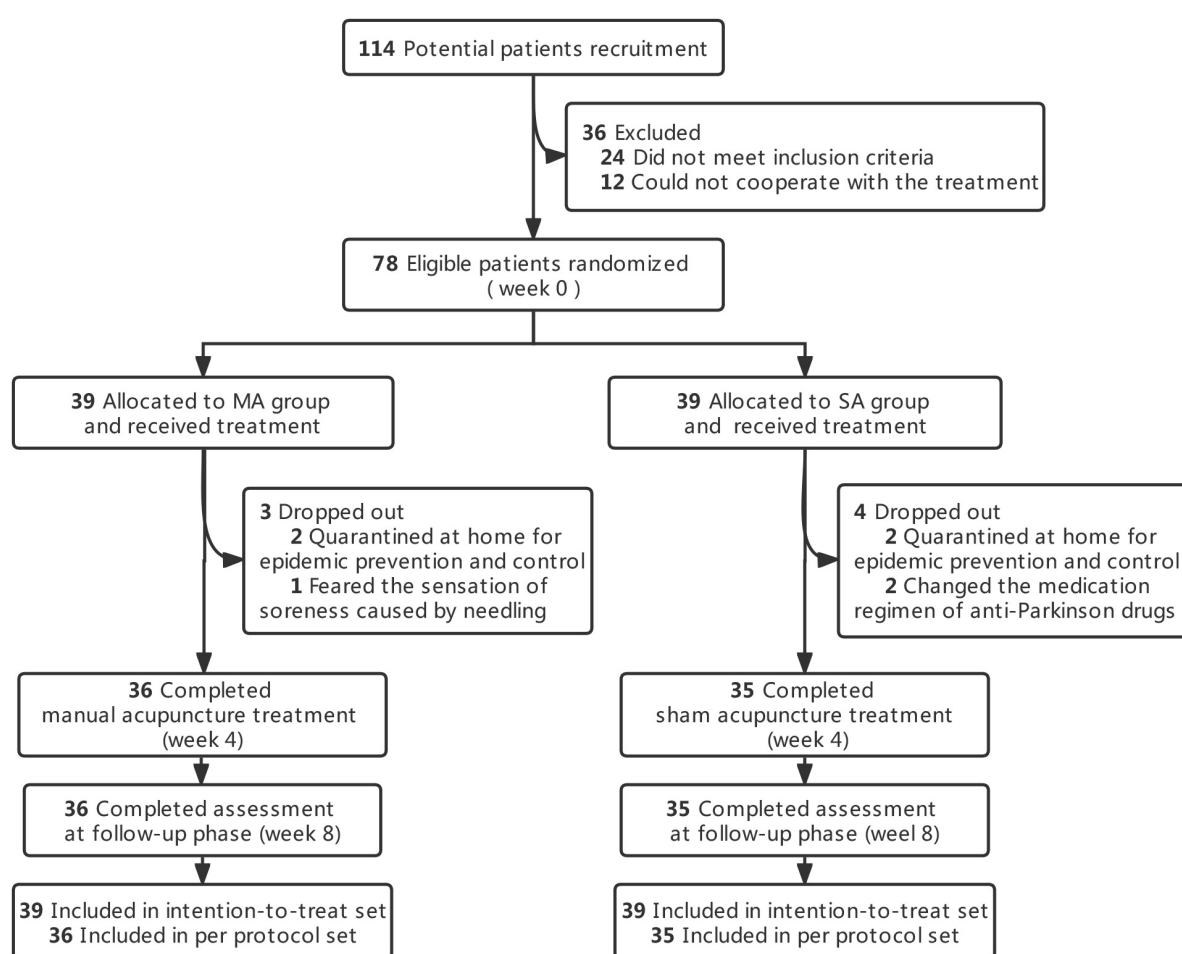 114 Potential patients recruitment
36 Excluded
24 Did not meet inclusion criteria
12 Could not cooperate with the treatment
78 Eligible patients randomized
( week 0 )
39 Allocated to MA group
and received treatment
39 Allocated to SA group
and received treatment
3 Dropped out
2 Quarantined at home for
epidemic prevention and control
1 Feared the sensation of
soreness caused by needling
4 Dropped out
2 Quarantined at home for
epidemic prevention and control
2 Changed the medication
regimen of anti-Parkinson drugs
36 Completed
manual acupuncture treatment
(week 4)
35 Completed
sham acupuncture treatment
(week 4)
36 Completed assessment
at follow-up phase (week 8)
35 Completed assessment
at follow-up phase (weel 8)
39 Included in intention-to-treat set
36 Included in per protocol set
39 Included in intention-to-treat set
35 Included in per protocol set